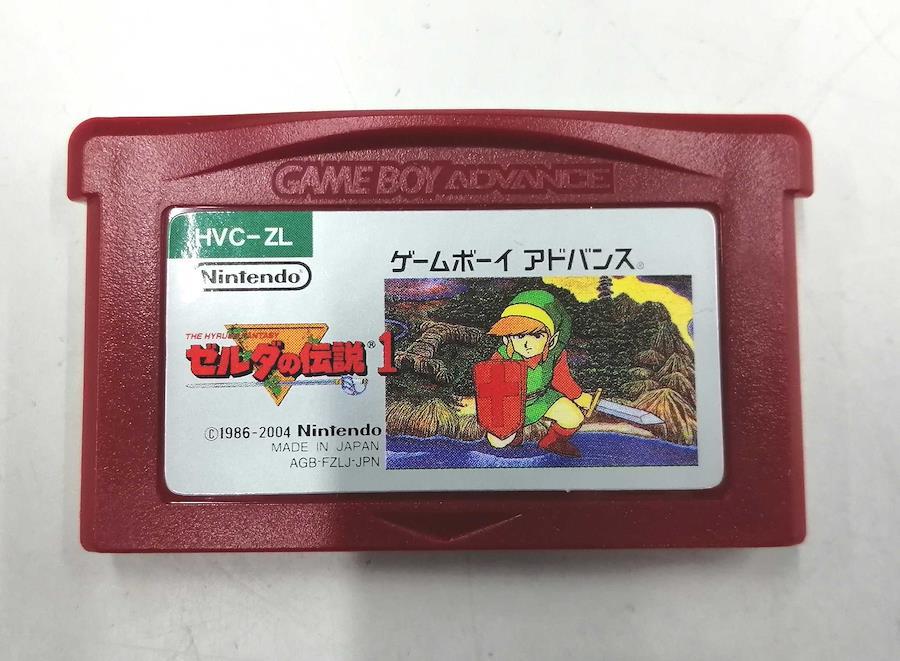 GAME BOY ADVANCE
HVC-ZL
Nintendo®
ゲームボーイ アドバンス®
THE HYRULE FANTASY
ゼルダの伝説® 1
©1986-2004 Nintendo
MADE IN JAPAN
AGB-FZLJ-JPN